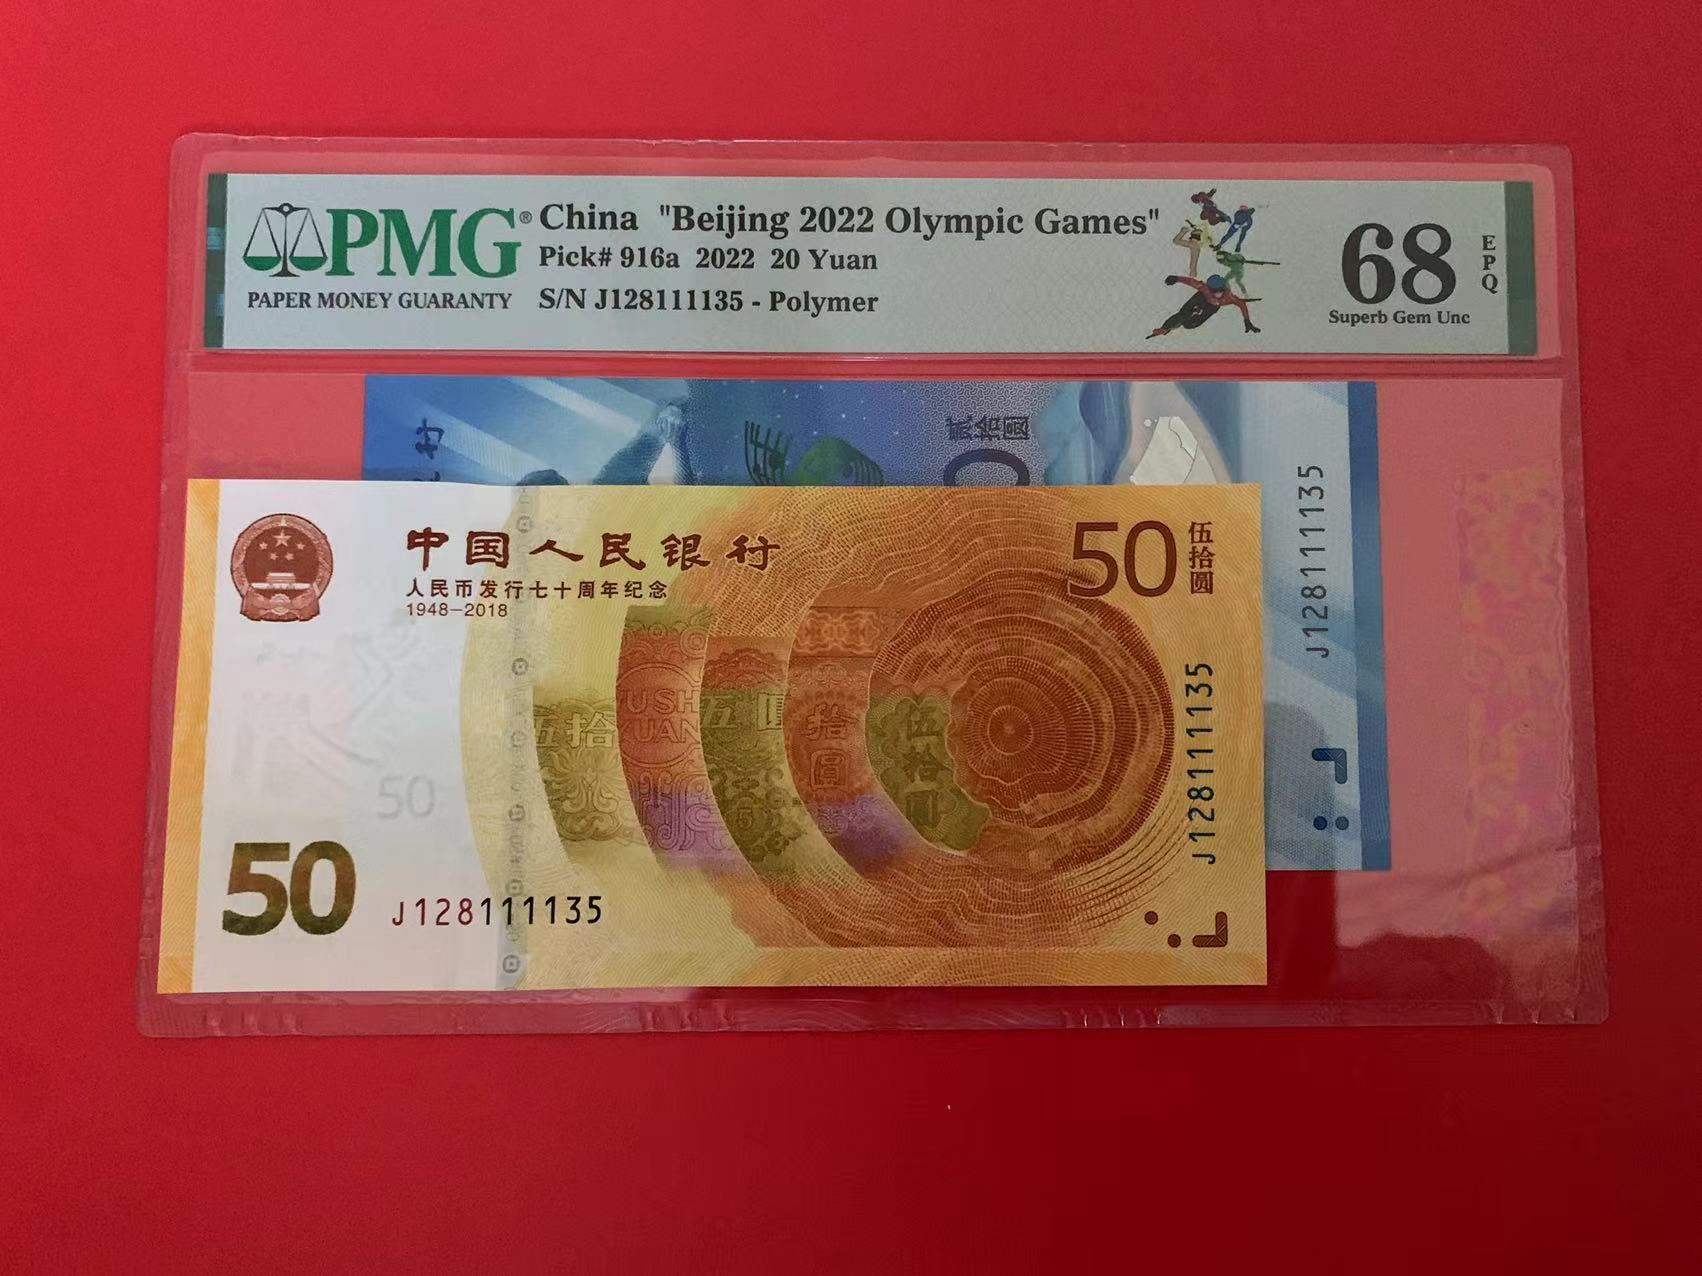 PMG®
PAPER MONEY GUARANTY
China "Beijing 2022 Olympic Games"
Pick# 916a 2022 20 Yuan
S/N J128111135 - Polymer
68
EPQ
Superb Gem Unc
贰拾圆
J128111135
中国人民银行
人民币发行七十周年纪念
1948-2018
50
伍拾圆
50
50
J128111135
J128111135